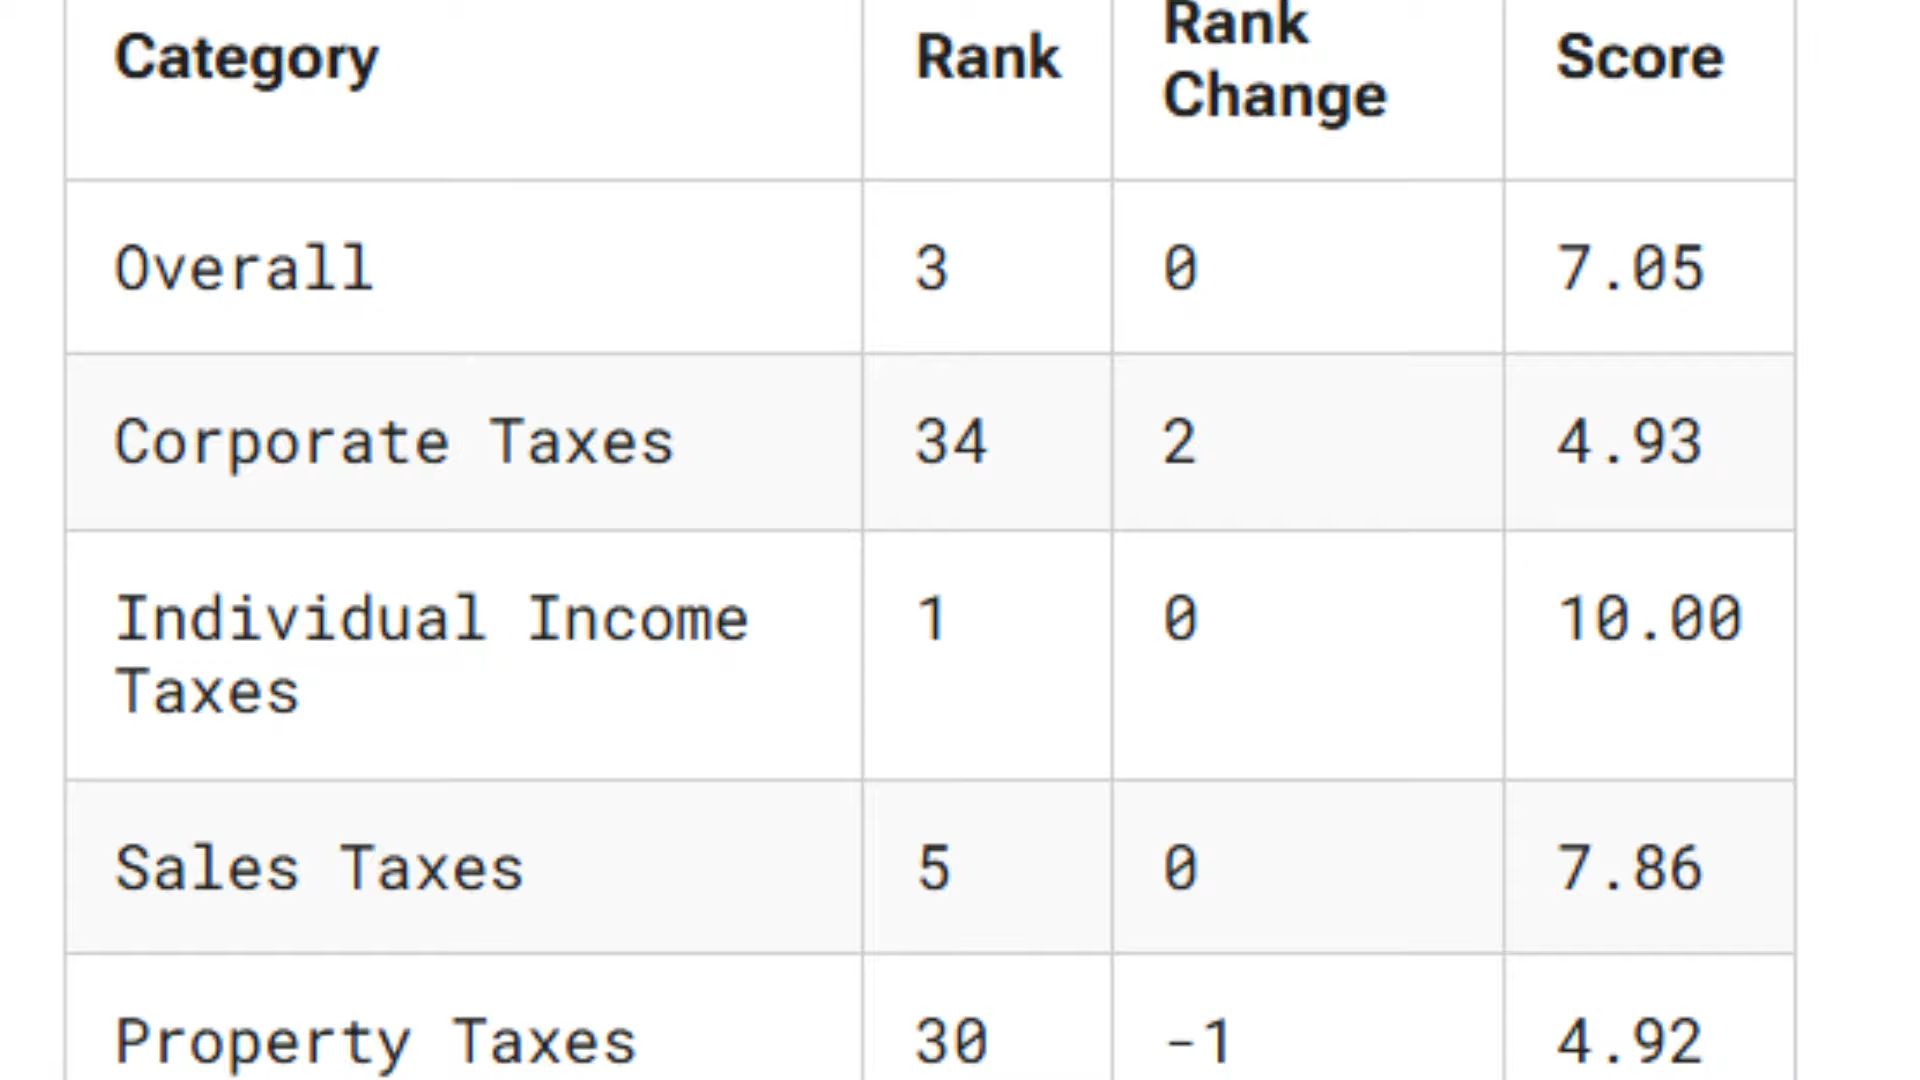 Category Rank Rank Change Score
Overall 3 0 7.05
Corporate Taxes 34 2 4.93
Individual Income 1 0 10.00
Taxes
Sales Taxes 5 0 7.86
Property Taxes 30 -1 4.92